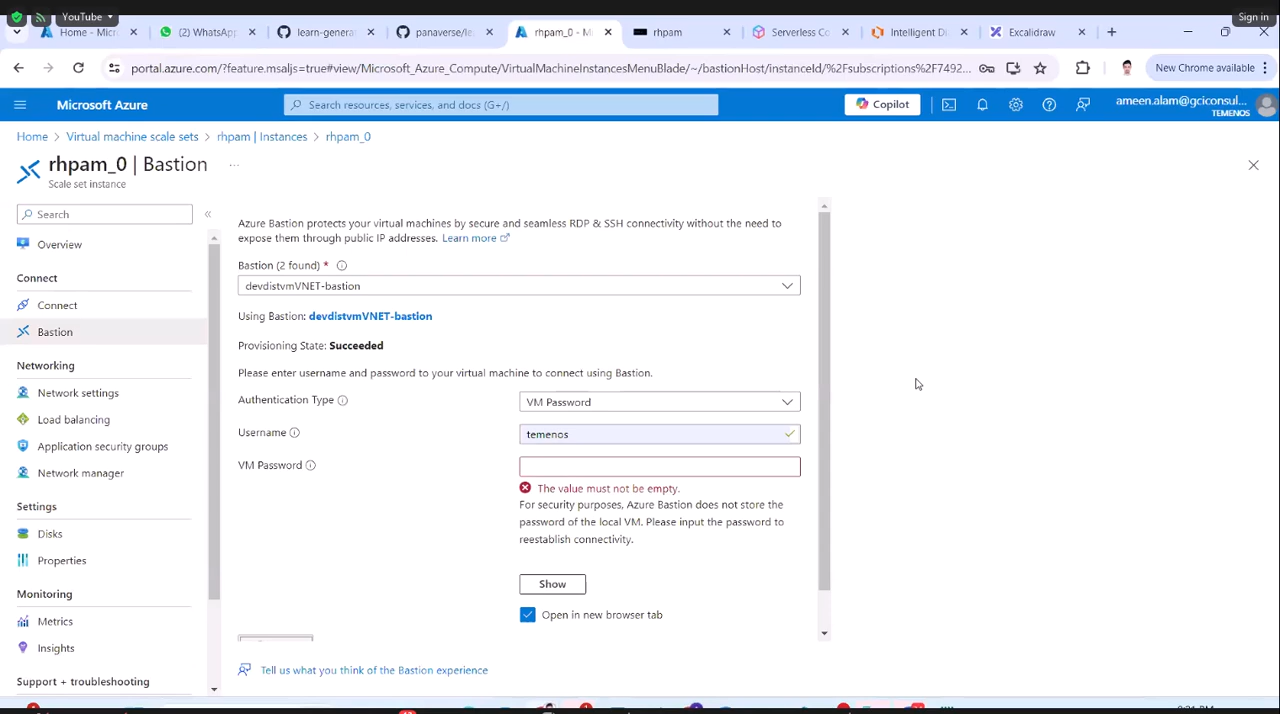 YouTube
Sign in
Home - Micr
(2) WhatsApp
learn-genera
panaverse/le
rhpam_0 - Mi
rhpam
Serverless Co
Intelligent Di
Excalidraw
portal.azure.com/?feature.msaljs=true#view/Microsoft_Azure_Compute/VirtualMachineInstancesMenuBlade/~/bastionHost/instanceId/%2Fsubscriptions%2F7492...
New Chrome available
Microsoft Azure
Search resources, services, and docs (G+/)
Copilot
ameen.alam@gciconsul...
TEMENOS
Home > Virtual machine scale sets > rhpam | Instances > rhpam_0
rhpam_0 | Bastion ...
Scale set instance
Search
Overview
Connect
Connect
Bastion
Networking
Network settings
Load balancing
Application security groups
Network manager
Settings
Disks
Properties
Monitoring
Metrics
Insights
Support + troubleshooting
Azure Bastion protects your virtual machines by secure and seamless RDP & SSH connectivity without the need to
expose them through public IP addresses. Learn more
Bastion (2 found) *
devdistvmVNET-bastion
Using Bastion: devdistvmVNET-bastion
Provisioning State: Succeeded
Please enter username and password to your virtual machine to connect using Bastion.
Authentication Type
VM Password
Username
temenos
VM Password
The value must not be empty.
For security purposes, Azure Bastion does not store the
password of the local VM. Please input the password to
reestablish connectivity.
Show
Open in new browser tab
Tell us what you think of the Bastion experience